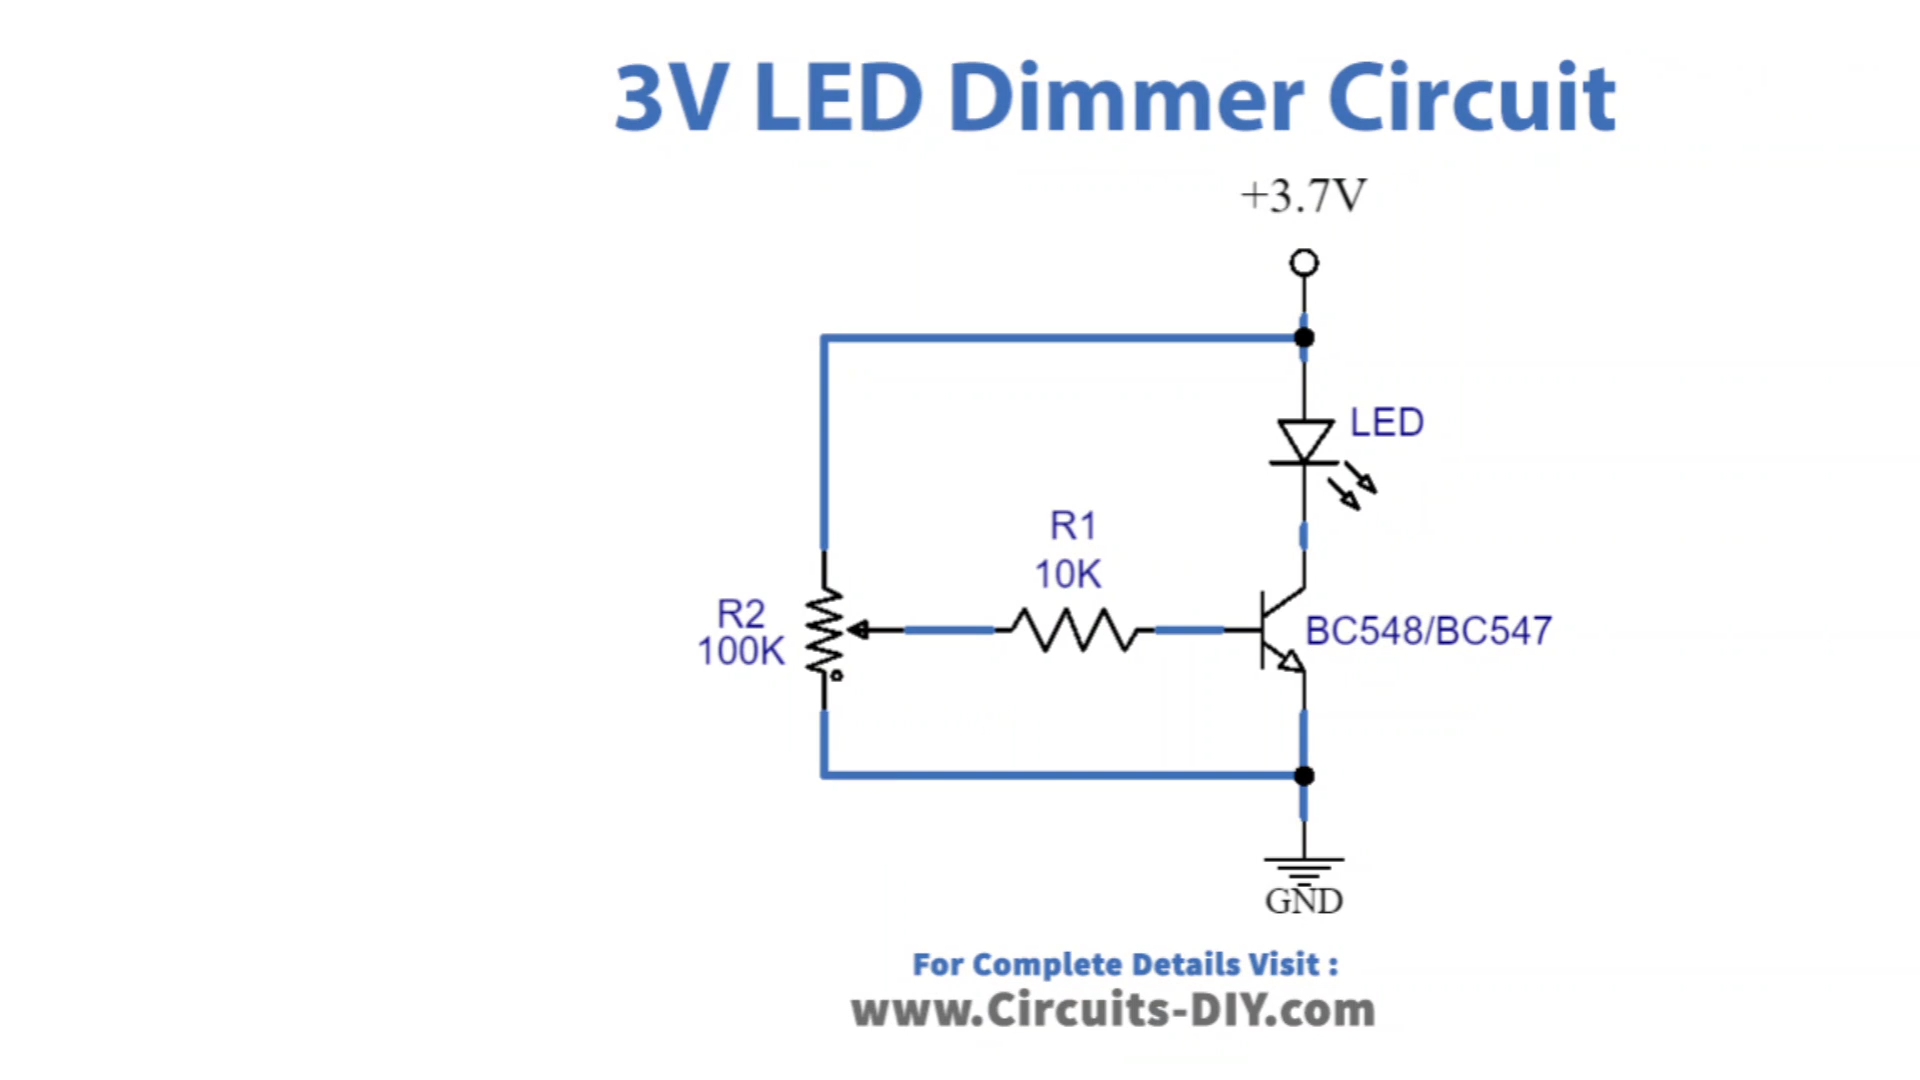 3V LED Dimmer Circuit
+3.7V
LED
R1
10K
R2
100K
BC548/BC547
GND
For Complete Details Visit :
www.Circuits-DIY.com